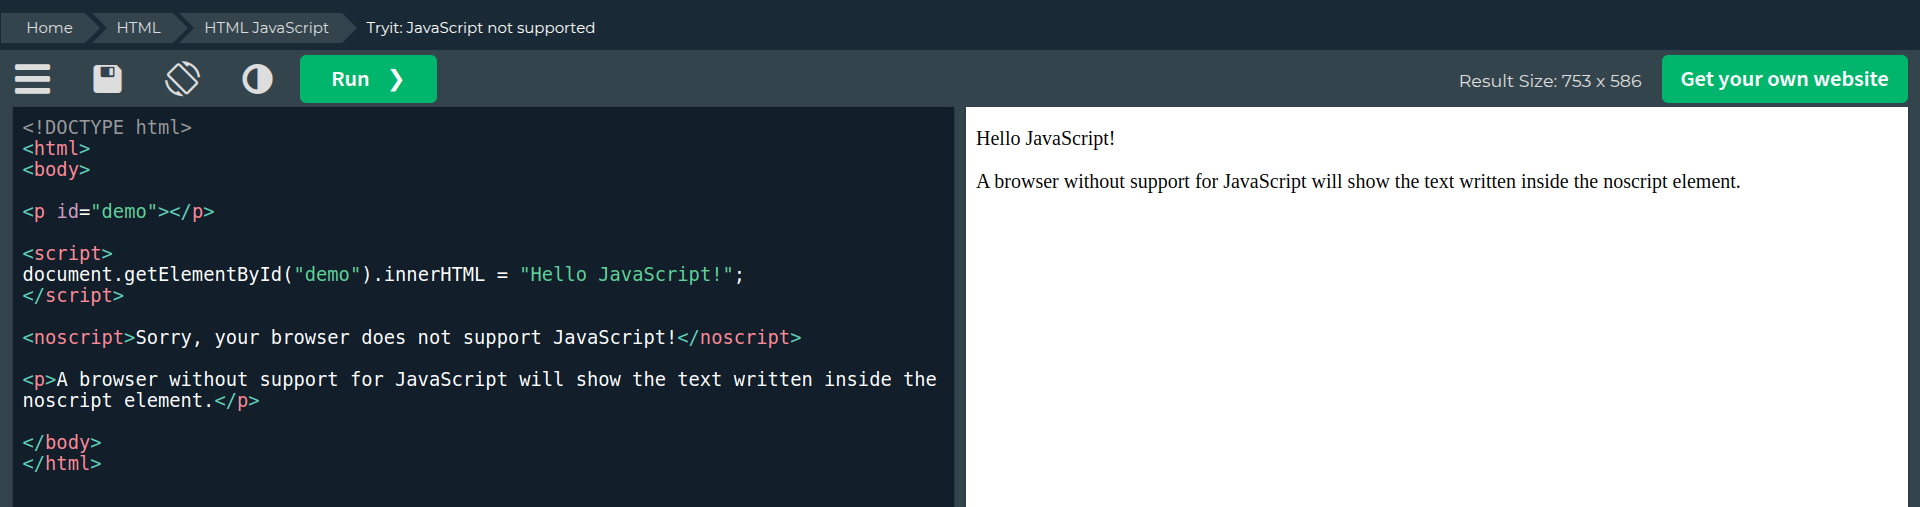 Home HTML HTML JavaScript Tryit: JavaScript not supported
Run ❯ Result Size: 753 x 586 Get your own website
<!DOCTYPE html>
<html>
<body>
<p id="demo"></p>
<script>
document.getElementById("demo").innerHTML = "Hello JavaScript!";
</script>
<noscript>Sorry, your browser does not support JavaScript!</noscript>
<p>A browser without support for JavaScript will show the text written inside the
noscript element.</p>
</body>
</html>
Hello JavaScript!
A browser without support for JavaScript will show the text written inside the noscript element.